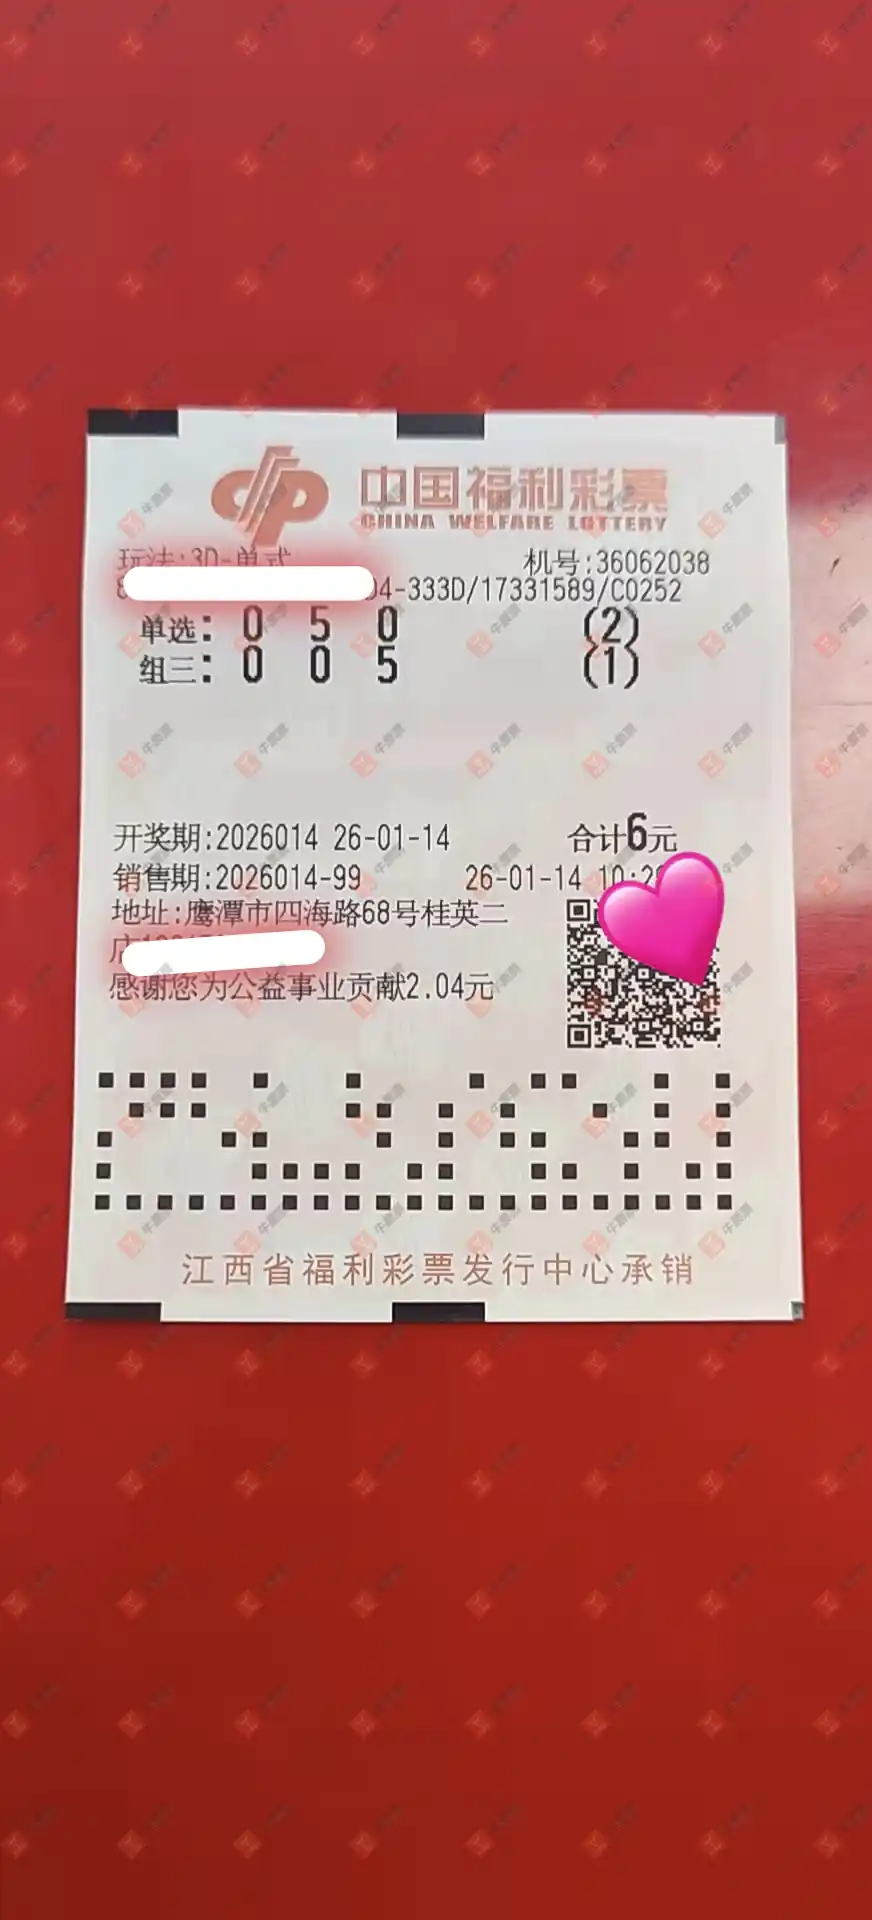 中国福利彩票
CHINA WELFARE LOTTERY
玩法:3D-单式 机号:36062038
4-333D/17331589/C0252
单选: 0 5 0 (2)
组三: 0 0 5 (1)
开奖期:2026014 26-01-14 合计6元
销售期:2026014-99 26-01-14
地址:鹰潭市四海路68号桂英二
感谢您为公益事业贡献2.04元
江西省福利彩票发行中心承销